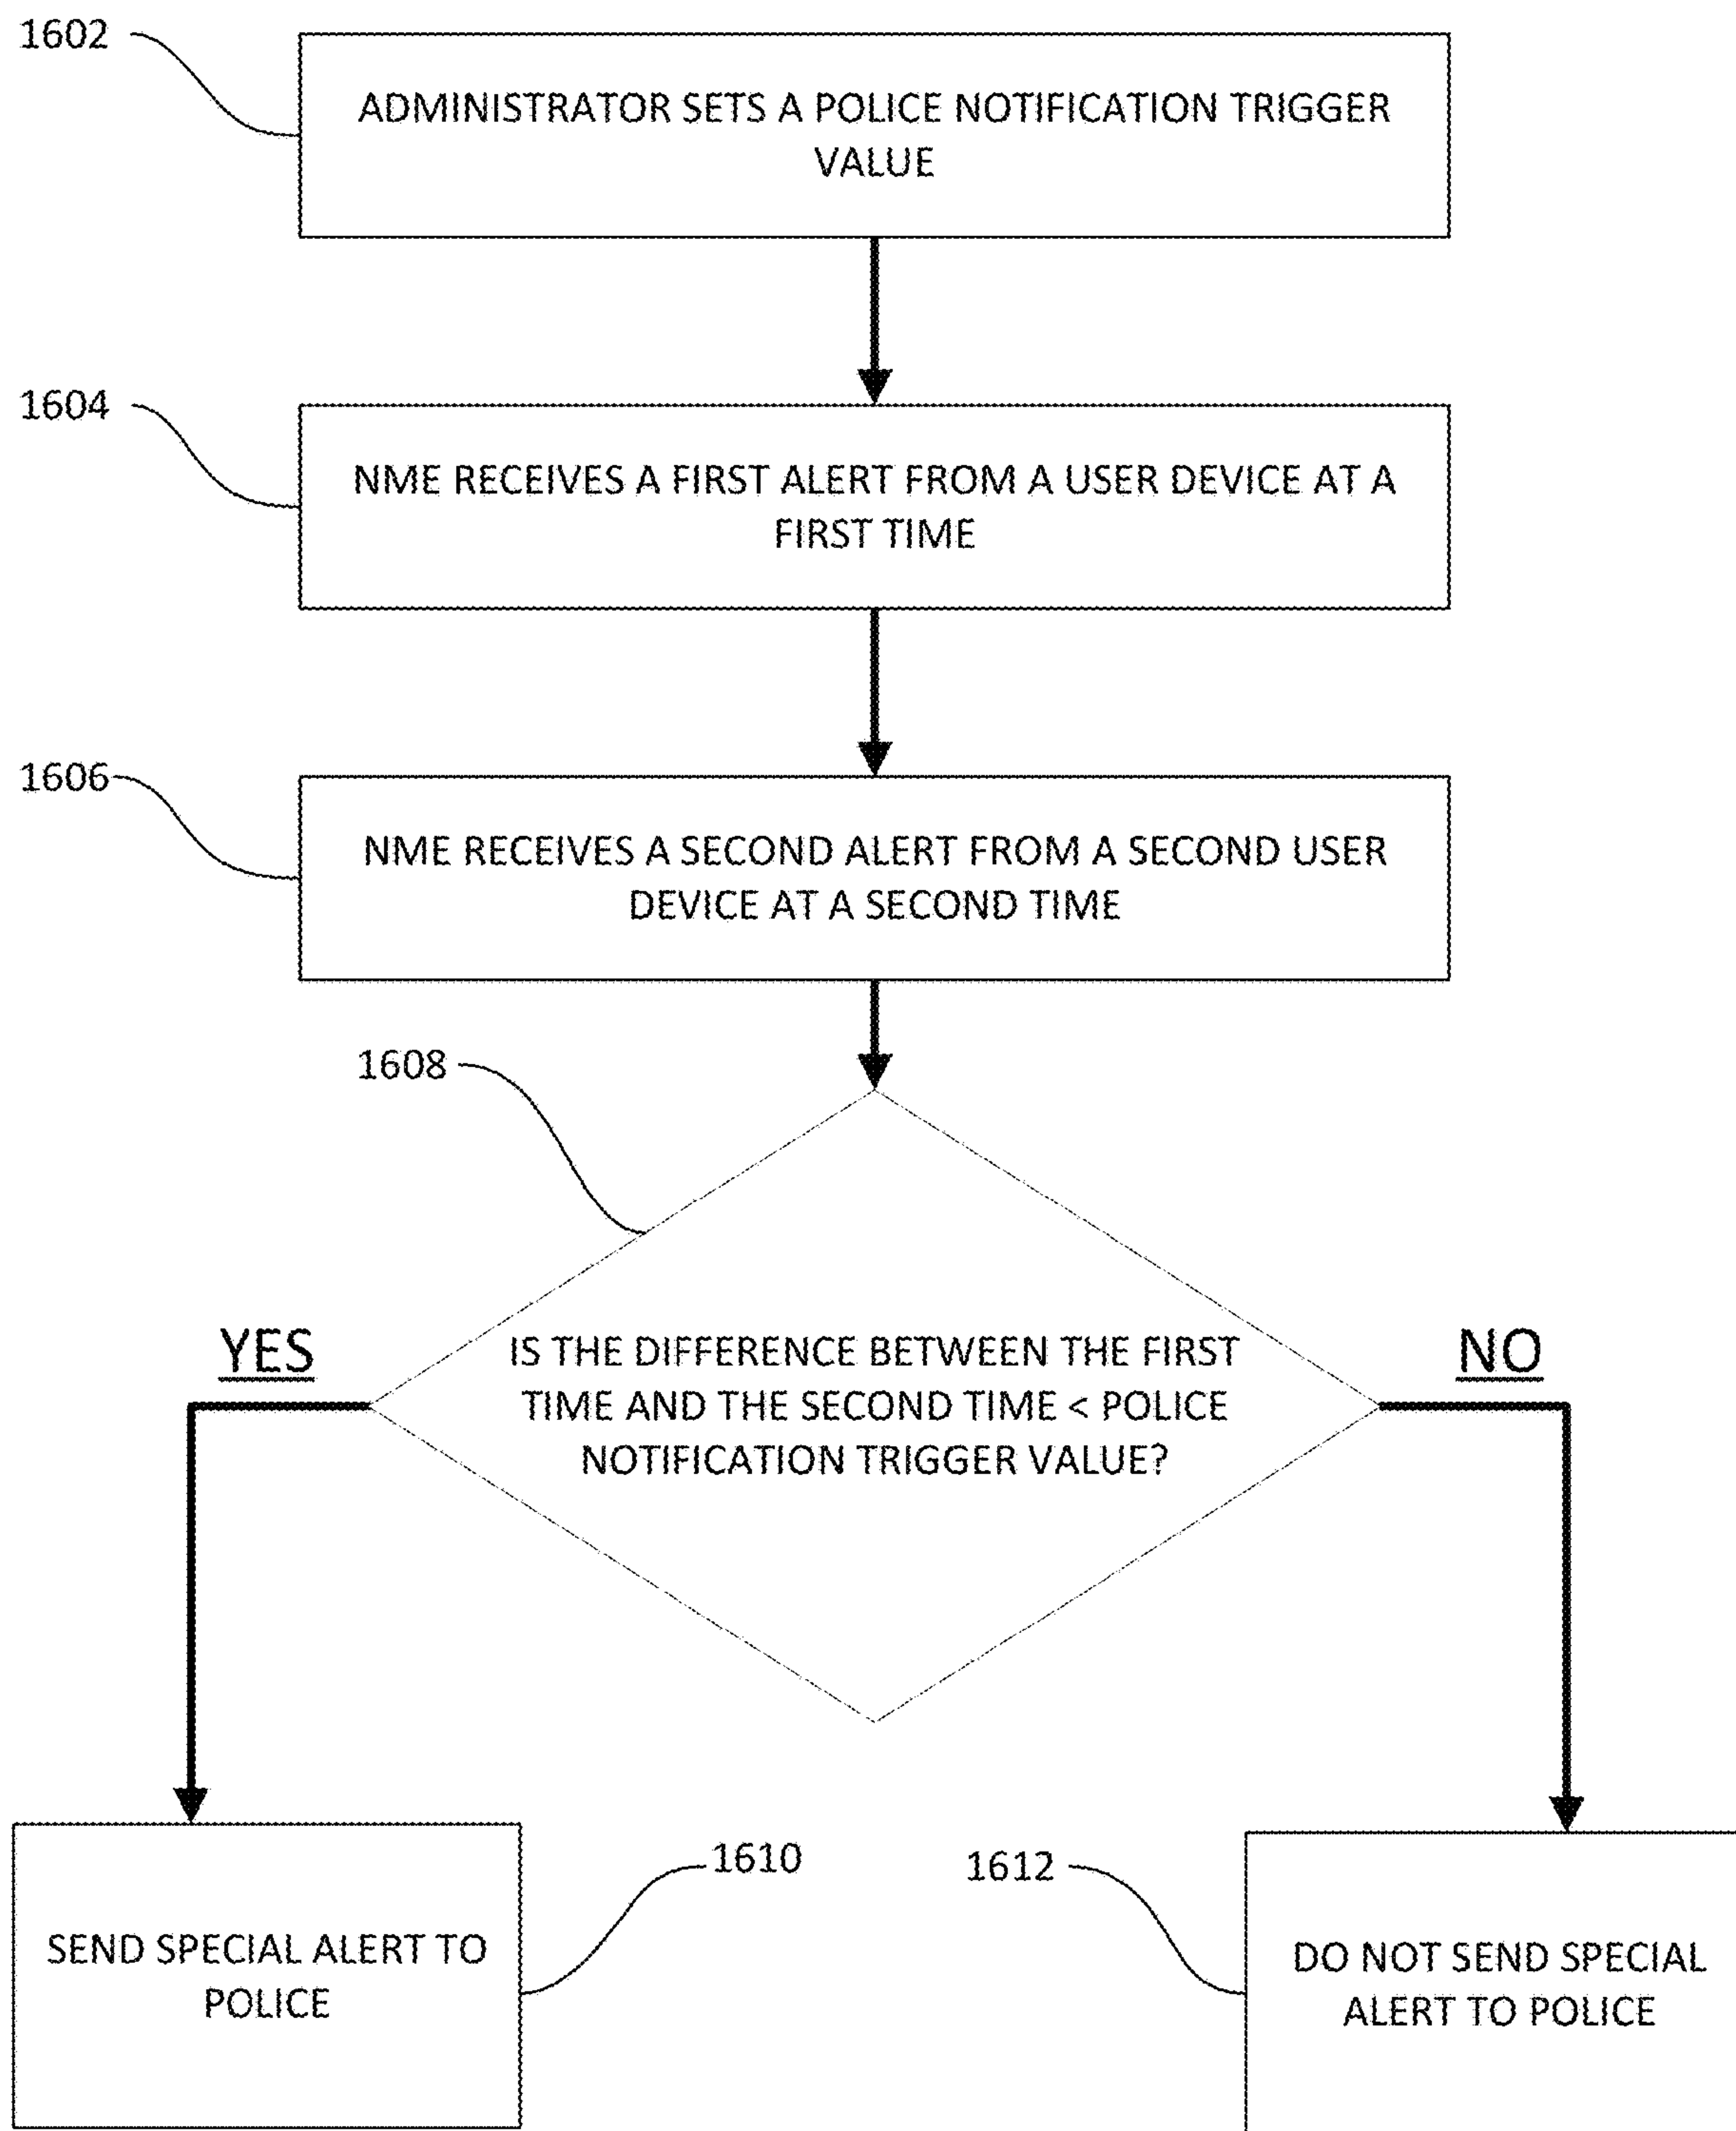 1602
ADMINISTRATOR SETS A POLICE NOTIFICATION TRIGGER
VALUE
1604
NME RECEIVES A FIRST ALERT FROM A USER DEVICE AT A
FIRST TIME
1606
NME RECEIVES A SECOND ALERT FROM A SECOND USER
DEVICE AT A SECOND TIME
1608
YES
IS THE DIFFERENCE BETWEEN THE FIRST
TIME AND THE SECOND TIME < POLICE
NOTIFICATION TRIGGER VALUE?
NO
1610
SEND SPECIAL ALERT TO
POLICE
1612
DO NOT SEND SPECIAL
ALERT TO POLICE